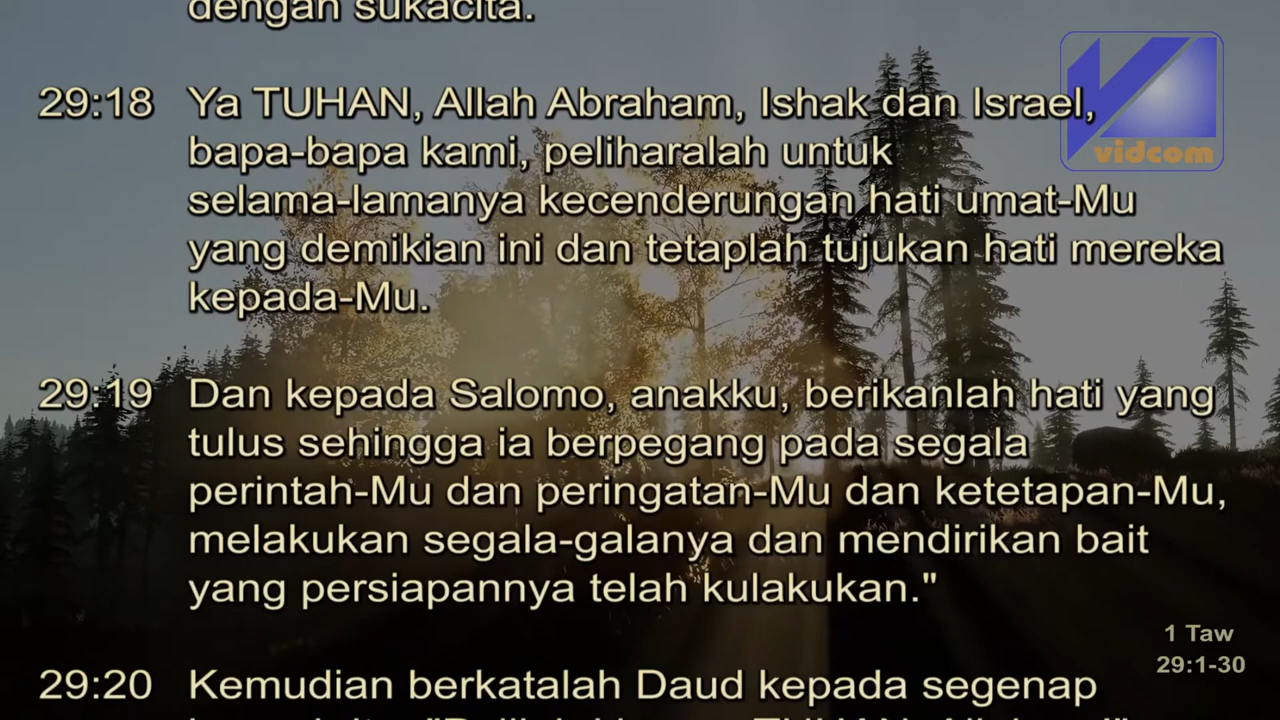 dengan sukacita.
29:18 Ya TUHAN, Allah Abraham, Ishak dan Israel,
bapa-bapa kami, peliharalah untuk
selama-lamanya kecenderungan hati umat-Mu
yang demikian ini dan tetaplah tujukan hati mereka
kepada-Mu.
vidcom
29:19 Dan kepada Salomo, anakku, berikanlah hati yang
tulus sehingga ia berpegang pada segala
perintah-Mu dan peringatan-Mu dan ketetapan-Mu,
melakukan segala-galanya dan mendirikan bait
yang persiapannya telah kulakukan."
1 Taw
29:1-30
29:20 Kemudian berkatalah Daud kepada segenap